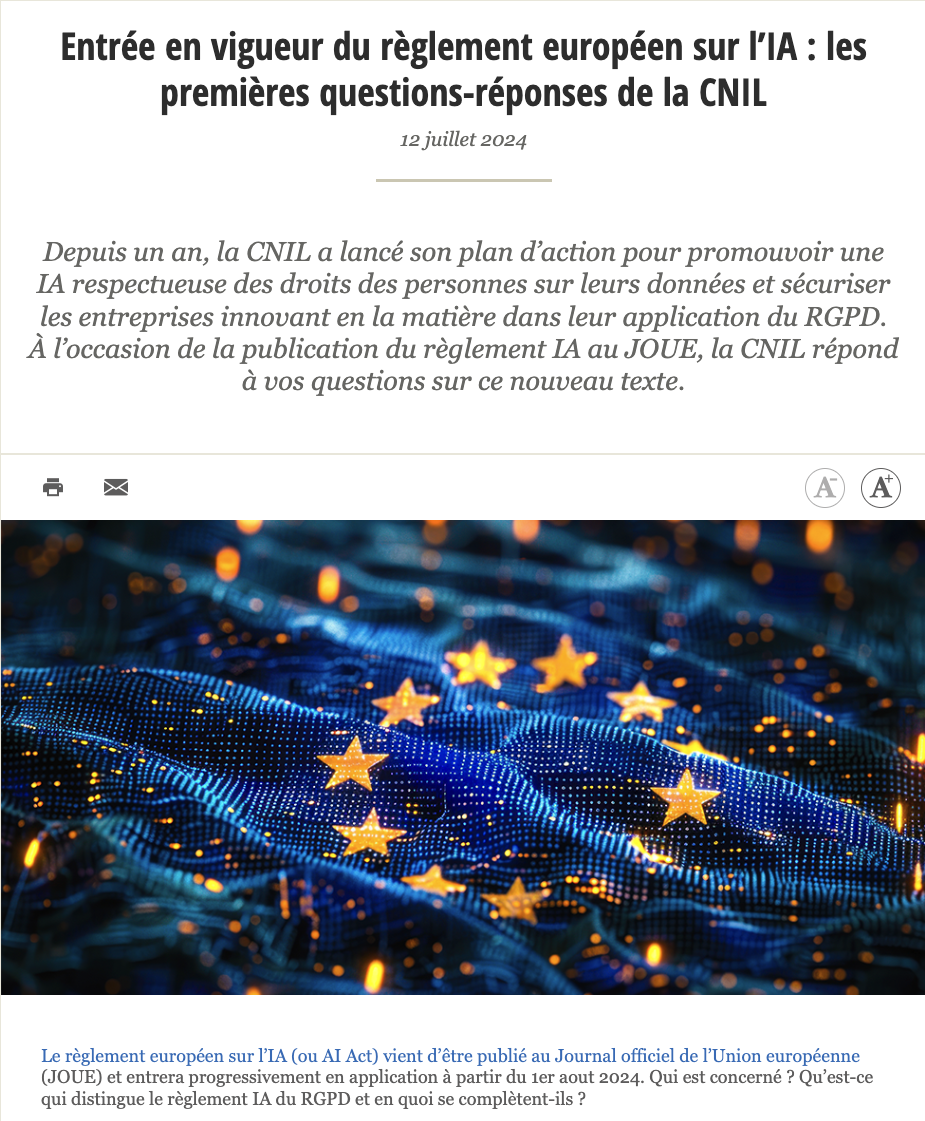 Entrée en vigueur du règlement européen sur l’IA : les
premières questions-réponses de la CNIL
12 juillet 2024
Depuis un an, la CNIL a lancé son plan d’action pour promouvoir une
IA respectueuse des droits des personnes sur leurs données et sécuriser
les entreprises innovant en la matière dans leur application du RGPD.
À l’occasion de la publication du règlement IA au JOUE, la CNIL répond
à vos questions sur ce nouveau texte.
A- A+
Le règlement européen sur l’IA (ou AI Act) vient d’être publié au Journal officiel de l’Union européenne
(JOUE) et entrera progressivement en application à partir du 1er aout 2024. Qui est concerné ? Qu’est-ce
qui distingue le règlement IA du RGPD et en quoi se complètent-ils ?